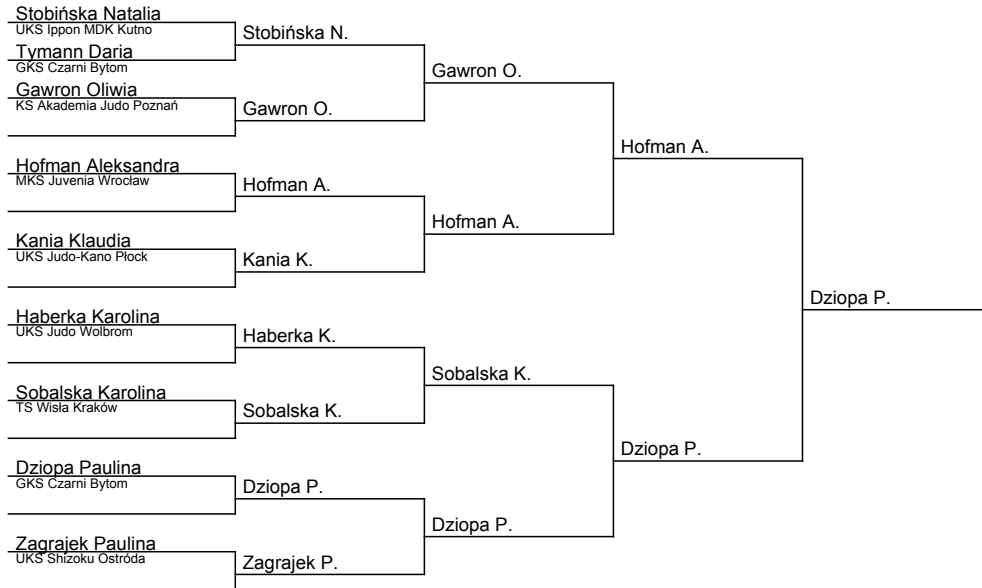 Stobińska Natalia
UKS Ippon MDK Kutno
Tymann Daria
GKS Czarni Bytom
Gawron Oliwia
KS Akademia Judo Poznań
Hofman Aleksandra
MKS Juvenia Wrocław
Kania Klaudia
UKS Judo-Kano Płock
Haberka Karolina
UKS Judo Wolbrom
Sobalska Karolina
TS Wisła Kraków
Dziopa Paulina
GKS Czarni Bytom
Zagrajek Paulina
UKS Shizoku Ostróda
Stobińska N.
Gawron O.
Hofman A.
Kania K.
Haberka K.
Sobalska K.
Dziopa P.
Zagrajek P.
Gawron O.
Hofman A.
Sobalska K.
Dziopa P.
Hofman A.
Dziopa P.
Dziopa P.